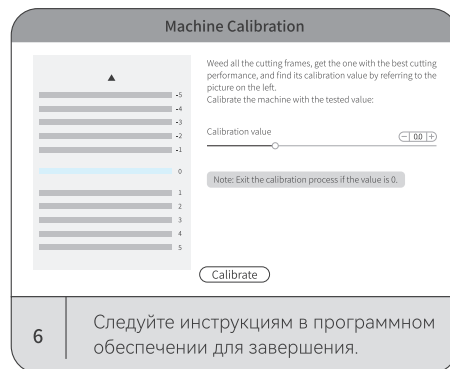 Machine Calibration
Weed all the cutting frames, get the one with the best cutting
performance, and find its calibration value by referring to the
picture on the left.
Calibrate the machine with the tested value:
-5
-4
-3
-2
-1
0
1
2
3
4
5
Calibration value
− 0.0 +
Note: Exit the calibration process if the value is 0.
Calibrate
6
Следуйте инструкциям в программном
обеспечении для завершения.